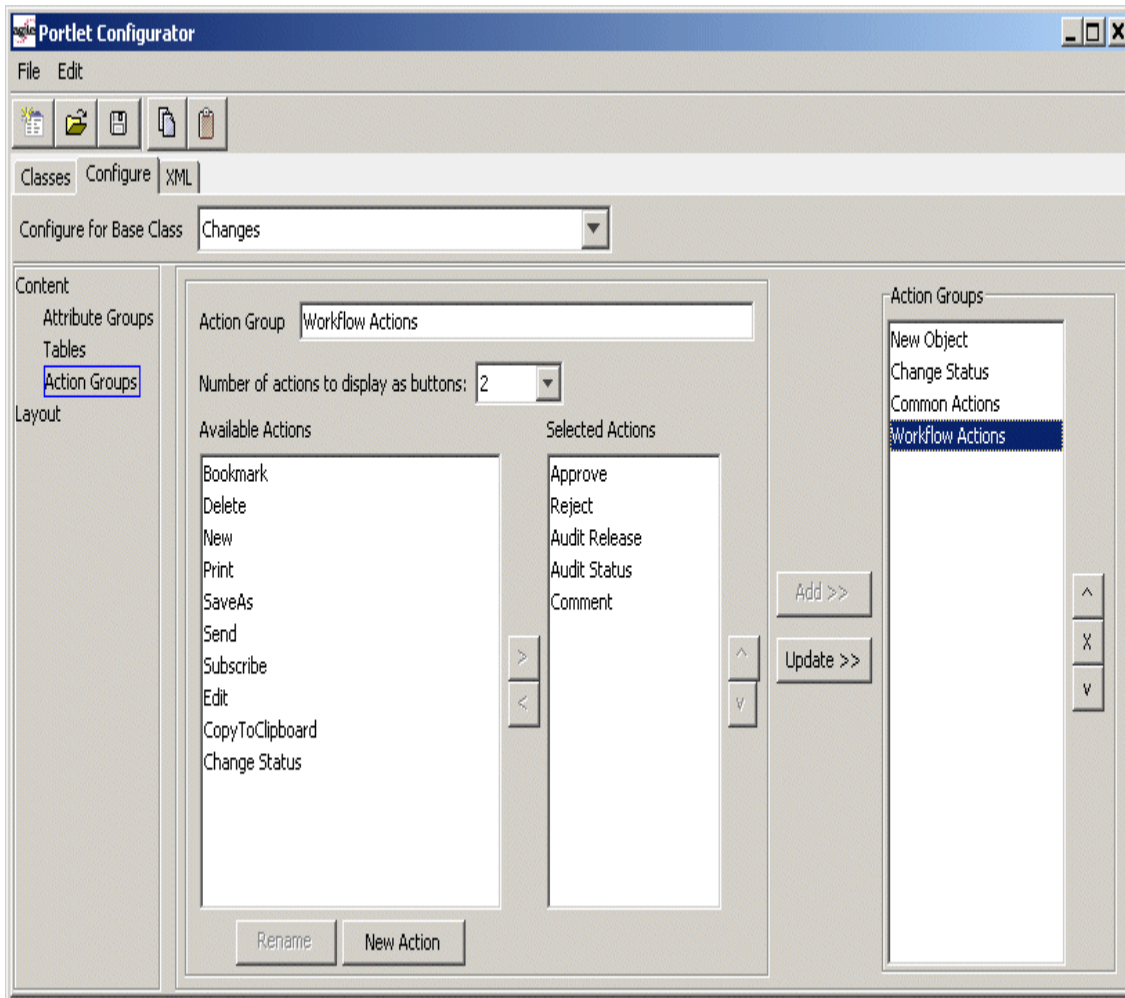 agile Portlet Configurator
File Edit
Classes Configure XML
Configure for Base Class Changes
Content
Attribute Groups
Tables
Action Groups
Layout
Action Group Workflow Actions
Number of actions to display as buttons: 2
Available Actions
Bookmark
Delete
New
Print
SaveAs
Send
Subscribe
Edit
CopyToClipboard
Change Status
>
<
Rename New Action
Selected Actions
Approve
Reject
Audit Release
Audit Status
Comment
^
v
Add >>
Update >>
Action Groups
New Object
Change Status
Common Actions
Workflow Actions
^
X
v